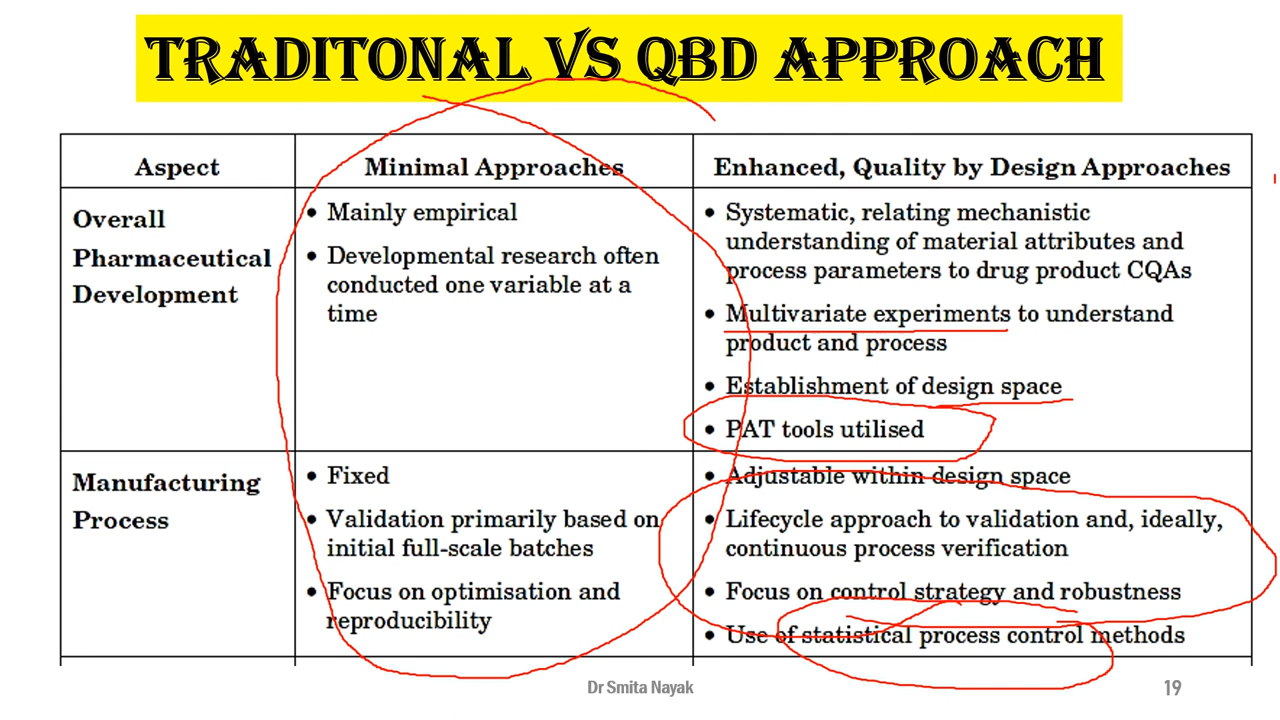 TRADITONAL VS QBD APPROACH
Aspect
Minimal Approaches
Enhanced, Quality by Design Approaches
Overall
Pharmaceutical
Development
• Mainly empirical
• Developmental research often
conducted one variable at a
time
• Systematic, relating mechanistic
understanding of material attributes and
process parameters to drug product CQAs
• Multivariate experiments to understand
product and process
• Establishment of design space
• PAT tools utilised
Manufacturing
Process
• Fixed
• Validation primarily based on
initial full-scale batches
• Focus on optimisation and
reproducibility
• Adjustable within design space
• Lifecycle approach to validation and, ideally,
continuous process verification
• Focus on control strategy and robustness
• Use of statistical process control methods
Dr Smita Nayak
19